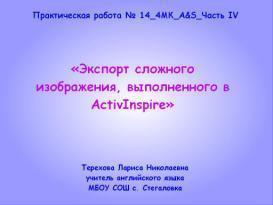 Практическая работа № 14_4MK_A&S_Часть IV
«Экспорт сложного
изображения, выполненного в
ActivInspire»
Терехова Лариса Николаевна
учитель английского языка
МБОУ СОШ с. Стегаловка